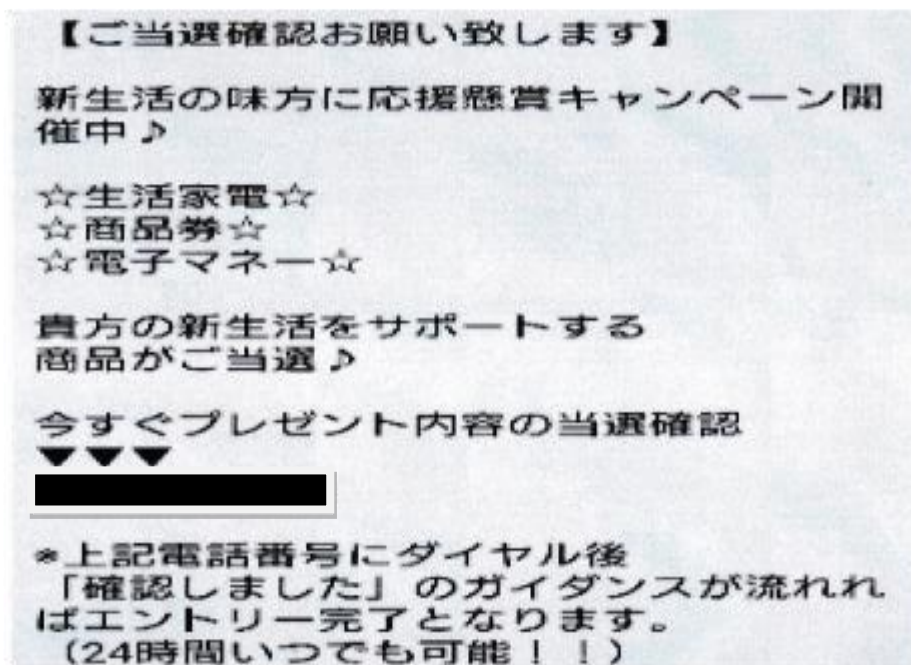 【ご当選確認お願い致します】
新生活の味方に応援懸賞キャンペーン開
催中♪
☆生活家電☆
☆商品券☆
☆電子マネー☆
貴方の新生活をサポートする
商品がご当選♪
今すぐプレゼント内容の当選確認
▼▼▼
*上記電話番号にダイヤル後
「確認しました」のガイダンスが流れれ
ばエントリー完了となります。
(24時間いつでも可能！！)